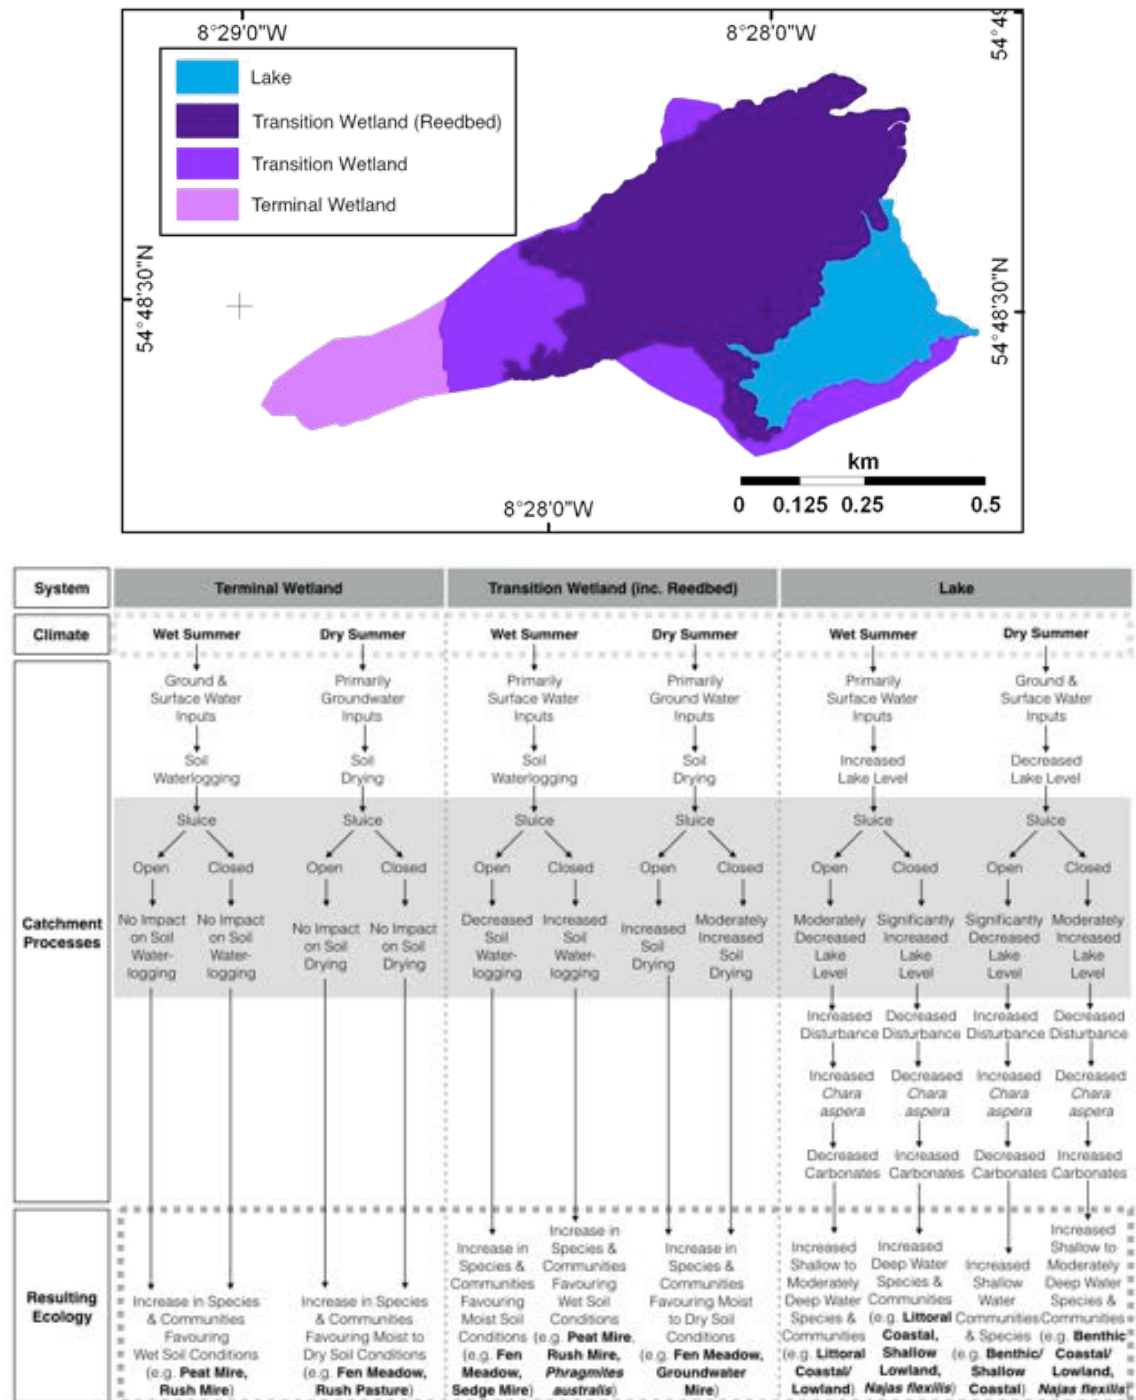 8°29'0"W
8°28'0"W
54°49
Lake
Transition Wetland (Reedbed)
Transition Wetland
Terminal Wetland
54°48'30"N
54°48'30"N
km
0 0.125 0.25 0.5
8°28'0"W
System
Terminal Wetland
Transition Wetland (inc. Reedbed)
Lake
Climate
Wet Summer
Dry Summer
Wet Summer
Dry Summer
Wet Summer
Dry Summer
Catchment
Processes
Ground &
Surface Water
Inputs
Primarily
Groundwater
Inputs
Primarily
Surface Water
Inputs
Primarily
Ground Water
Inputs
Primarily
Surface Water
Inputs
Ground &
Surface Water
Inputs
Soil
Waterlogging
Soil
Drying
Soil
Waterlogging
Soil
Drying
Increased
Lake Level
Decreased
Lake Level
Sluice
Sluice
Sluice
Sluice
Sluice
Sluice
Open
Closed
Open
Closed
Open
Closed
Open
Closed
Open
Closed
Open
Closed
No Impact
on Soil
Water-
logging
No Impact
on Soil
Water-
logging
No Impact
on Soil
Drying
No Impact
on Soil
Drying
Decreased
Soil
Water-
logging
Increased
Soil
Water-
logging
Increased
Soil
Drying
Moderately
Increased
Soil
Drying
Moderately
Decreased
Lake
Level
Significantly
Increased
Lake
Level
Significantly
Decreased
Lake
Level
Moderately
Increased
Lake
Level
Increased
Disturbance
Decreased
Disturbance
Increased
Disturbance
Decreased
Disturbance
Increased
Chara
aspera
Decreased
Chara
aspera
Increased
Chara
aspera
Decreased
Chara
aspera
Decreased
Carbonates
Increased
Carbonates
Decreased
Carbonates
Increased
Carbonates
Resulting
Ecology
Increase in Species
& Communities
Favouring
Wet Soil Conditions
(e.g. Peat Mire,
Rush Mire)
Increase in Species
& Communities
Favouring Moist to
Dry Soil Conditions
(e.g. Fen Meadow,
Rush Pasture)
Increase in
Species &
Communities
Favouring
Moist Soil
Conditions
(e.g. Fen
Meadow,
Sedge Mire)
Increase in
Species &
Communities
Favouring
Wet Soil
Conditions
(e.g. Peat Mire,
Rush Mire,
Phragmites
australis)
Increase in
Species &
Communities
Favouring Moist
to Dry Soil
Conditions
(e.g. Fen Meadow,
Groundwater
Mire)
Increased
Shallow to
Moderately
Deep Water
Species &
Communities
(e.g. Littoral
Coastal/
Lowland)
Increased
Deep Water
Species &
Communities
(e.g. Littoral
Coastal,
Shallow
Lowland,
Najas flexilis)
Increased
Shallow
Water
Communities
& Species
(e.g. Benthic/
Shallow
Coastal)
Increased
Shallow to
Moderately
Deep Water
Species &
Communities
(e.g. Benthic
Coastal/
Lowland,
Najas flexilis)